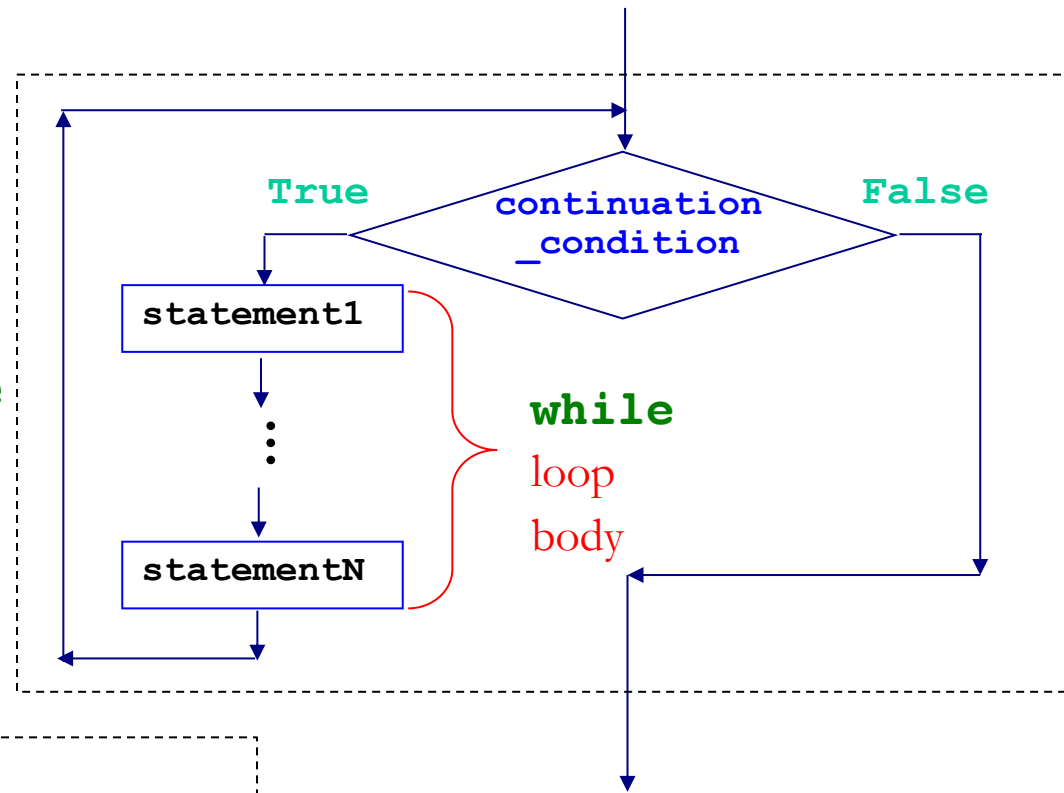 True
continuation
_condition
False
statement1
while
loop
body
statementN